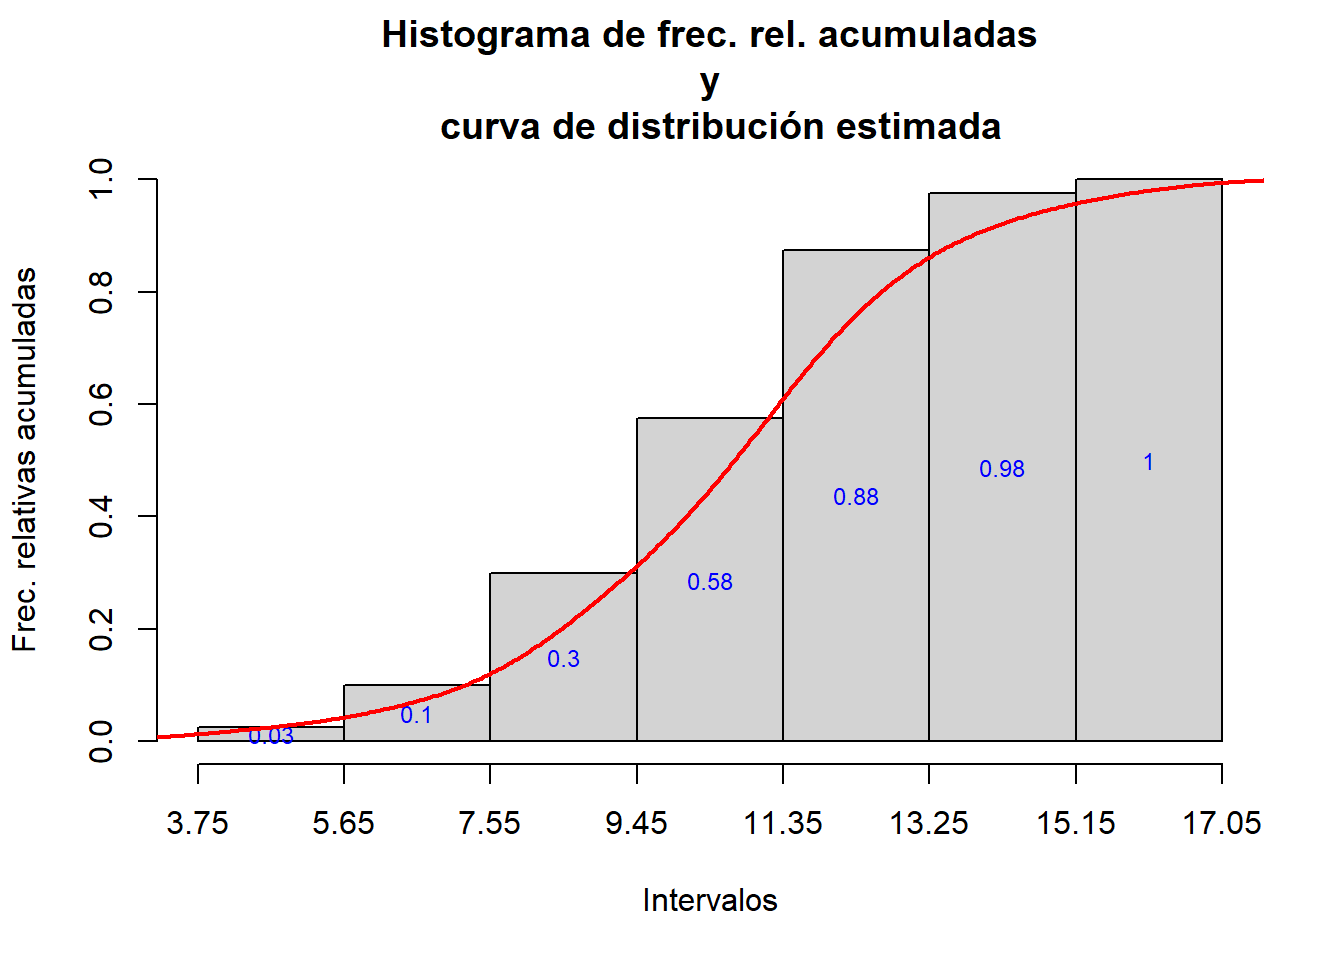 Histograma de frec. rel. acumuladas
y
curva de distribución estimada
Frec. relativas acumuladas
1.0
0.8
0.6
0.4
0.2
0.0
0.03
0.1
0.3
0.58
0.88
0.98
1
3.75 5.65 7.55 9.45 11.35 13.25 15.15 17.05
Intervalos